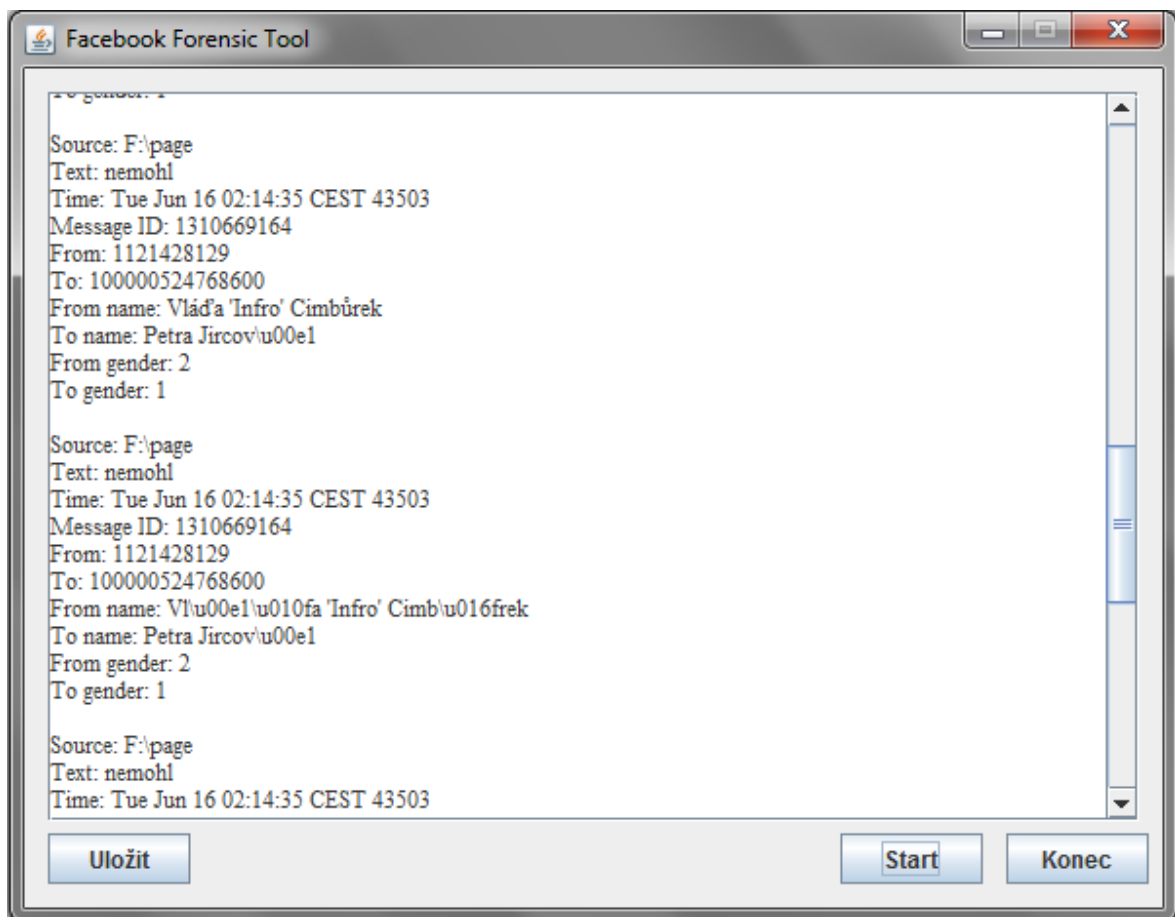 Facebook Forensic Tool
To gender: 1
Source: F:\page
Text: nemohl
Time: Tue Jun 16 02:14:35 CEST 43503
Message ID: 1310669164
From: 1121428129
To: 100000524768600
From name: Vláďa 'Infro' Cimbůrek
To name: Petra Jircov\u00e1
From gender: 2
To gender: 1
Source: F:\page
Text: nemohl
Time: Tue Jun 16 02:14:35 CEST 43503
Message ID: 1310669164
From: 1121428129
To: 100000524768600
From name: Vl\u00e1\u010fa 'Infro' Cimb\u016frek
To name: Petra Jircov\u00e1
From gender: 2
To gender: 1
Source: F:\page
Text: nemohl
Time: Tue Jun 16 02:14:35 CEST 43503
Uložit Start Konec